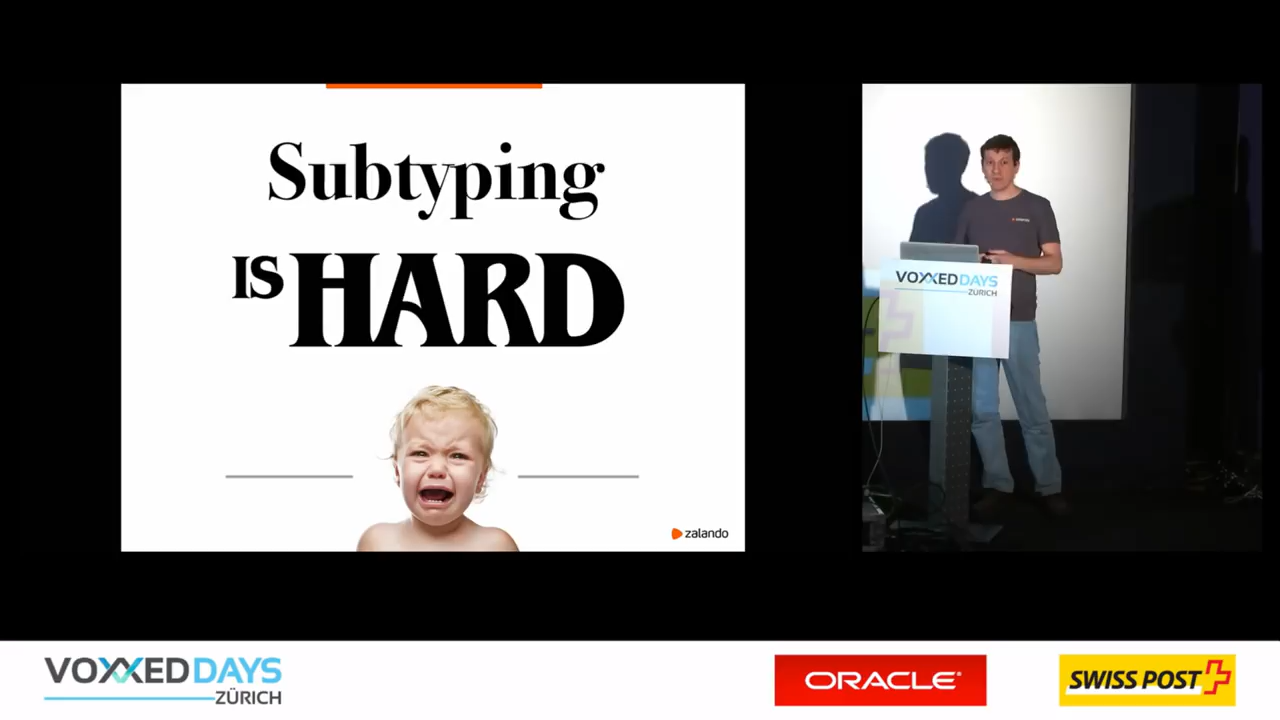 Subtyping
IS HARD
zalando
VOXXED DAYS
ZÜRICH
VOXXED DAYS
ZÜRICH
ORACLE®
SWISS POST